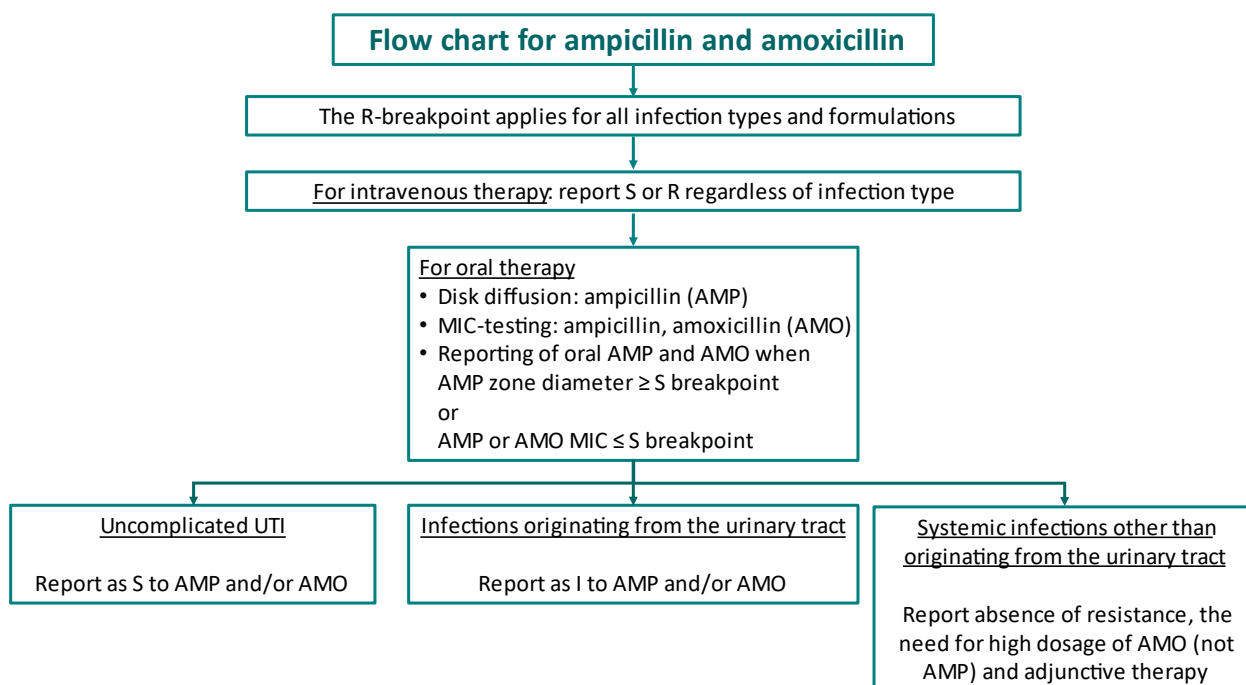 Flow chart for ampicillin and amoxicillin
The R-breakpoint applies for all infection types and formulations
For intravenous therapy: report S or R regardless of infection type
For oral therapy
• Disk diffusion: ampicillin (AMP)
• MIC-testing: ampicillin, amoxicillin (AMO)
• Reporting of oral AMP and AMO when
AMP zone diameter ≥ S breakpoint
or
AMP or AMO MIC ≤ S breakpoint
Uncomplicated UTI
Report as S to AMP and/or AMO
Infections originating from the urinary tract
Report as I to AMP and/or AMO
Systemic infections other than
originating from the urinary tract
Report absence of resistance, the
need for high dosage of AMO (not
AMP) and adjunctive therapy